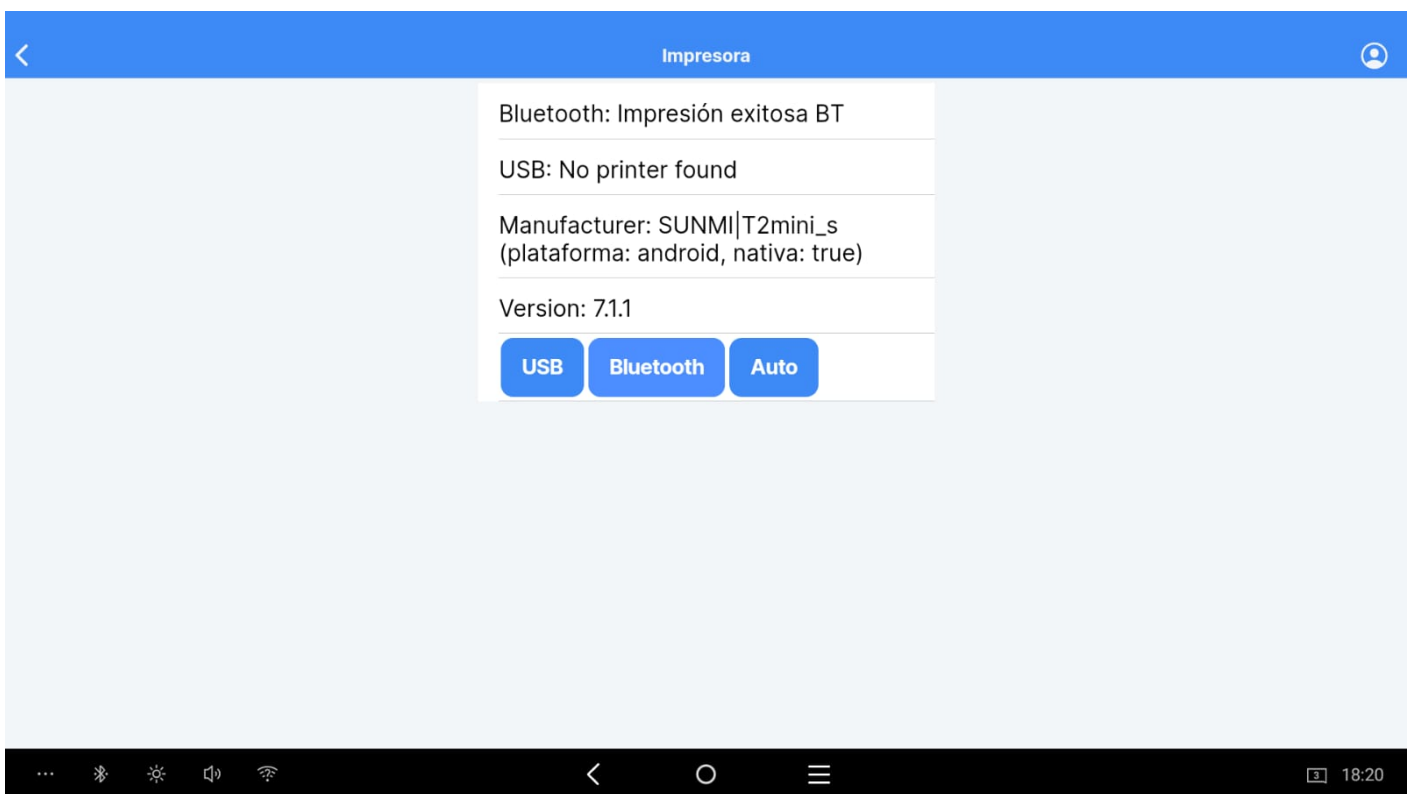 Impresora
Bluetooth: Impresión exitosa BT
USB: No printer found
Manufacturer: SUNMI|T2mini_s
(plataforma: android, nativa: true)
Version: 7.1.1
USB Bluetooth Auto
3 18:20